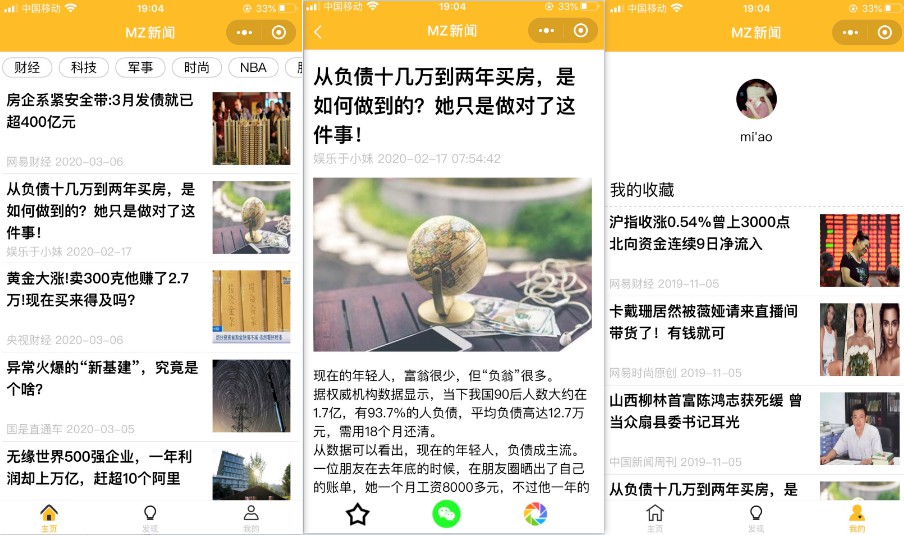 中国移动
19:04
33%
MZ新闻
财经
科技
军事
时尚
NBA
房企系紧安全带:3月发债就已
超400亿元
网易财经 2020-03-06
从负债十几万到两年买房，是
如何做到的？她只是做对了这
件事！
娱乐于小妹 2020-02-17
黄金大涨!卖300克他赚了2.7
万!现在买来得及吗?
央视财经 2020-03-06
异常火爆的“新基建”，究竟是
个啥?
国是直通车 2020-03-05
无缘世界500强企业，一年利
润却上万亿，赶超10个阿里
主页
发现
我的
中国移动
19:04
33%
MZ新闻
从负债十几万到两年买房，是
如何做到的？她只是做对了这
件事！
娱乐于小妹 2020-02-17 07:54:42
现在的年轻人，富翁很少，但“负翁”很多。
据权威机构数据显示，当下我国90后人数大约在
1.7亿，有93.7%的人负债，平均负债高达12.7万
元，需用18个月还清。
从数据可以看出，现在的年轻人，负债成主流。
一位朋友在去年底的时候，在朋友圈晒出了自己
的账单，她一个月工资8000多元，不过他一年的
中国移动
19:04
33%
MZ新闻
mi'ao
我的收藏
沪指收涨0.54%曾上3000点
北向资金连续9日净流入
网易财经 2019-11-05
卡戴珊居然被薇娅请来直播间
带货了！有钱就可
网易时尚原创 2019-11-05
山西柳林首富陈鸿志获死缓 曾
当众扇县委书记耳光
中国新闻周刊 2019-11-05
从负债十几万到两年买房，是
主页
发现
我的